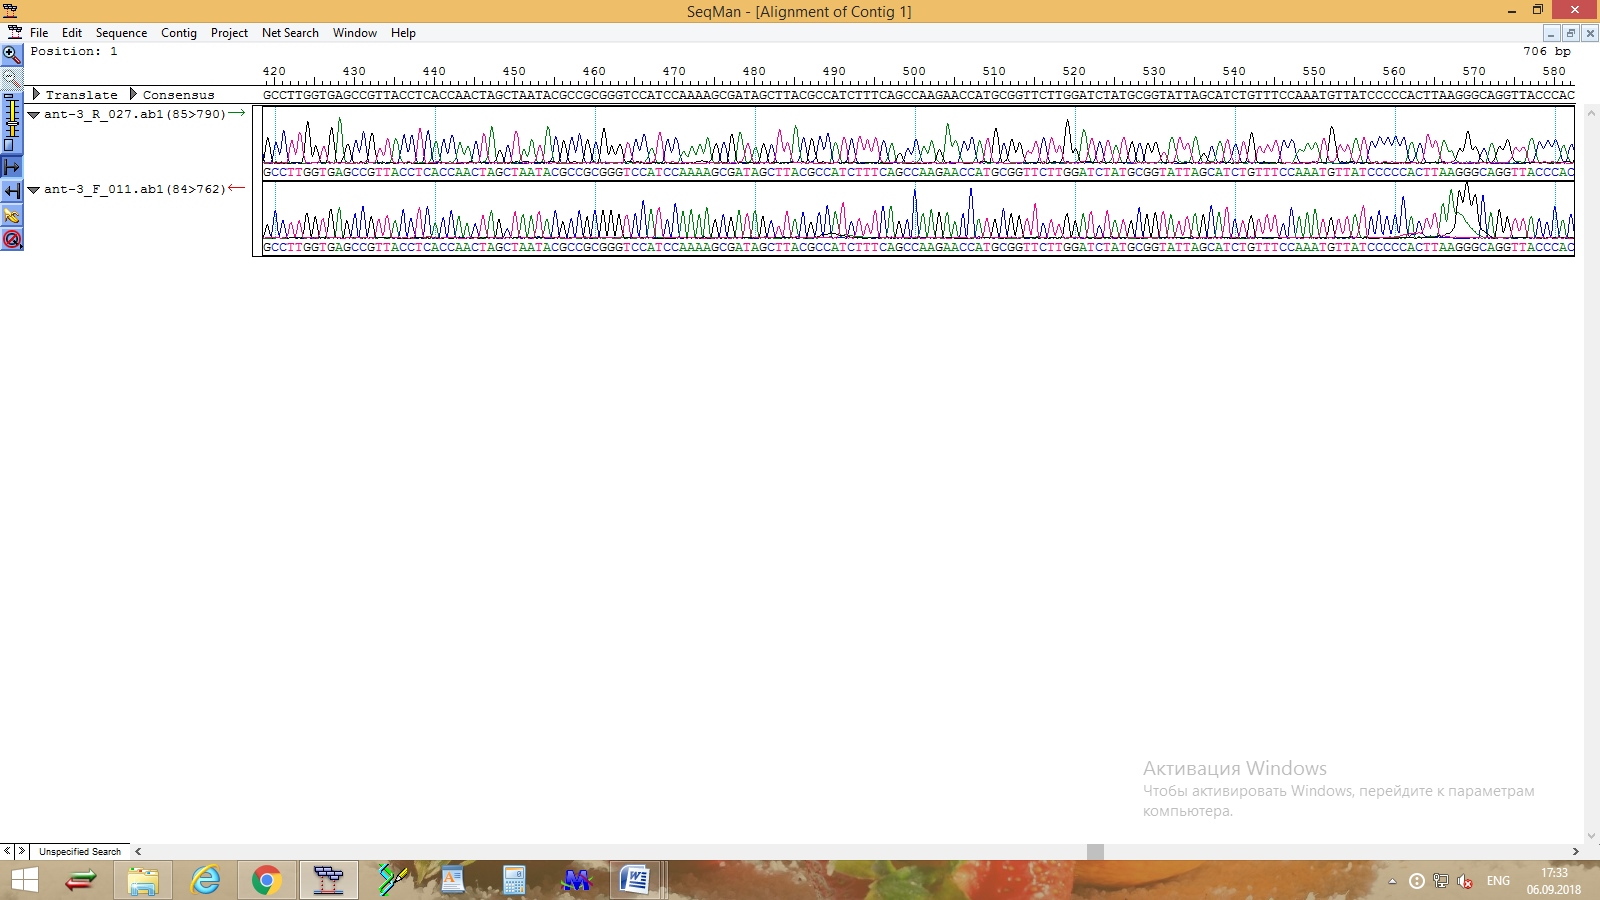 SeqMan - [Alignment of Contig 1]
File Edit Sequence Contig Project Net Search Window Help
Position: 1 706 bp
420 430 440 450 460 470 480 490 500 510 520 530 540 550 560 570 580
Translate Consensus GCCTTGGTGAGCCGTTACCTCACCAACTAGCTAATACGCCGCGGGTCCATCCAAAAGCGATAGCTTACGCCATCTTTCAGCCAAGAACCATGCGGTTCTTGGATCTATGCGGTATTAGCATCTGTTTCCAAATGTTATCCCCCACTTAAGGGCAGGTTACCCAC
ant-3_R_027.ab1(85>790)
GCCTTGGTGAGCCGTTACCTCACCAACTAGCTAATACGCCGCGGGTCCATCCAAAAGCGATAGCTTACGCCATCTTTCAGCCAAGAACCATGCGGTTCTTGGATCTATGCGGTATTAGCATCTGTTTCCAAATGTTATCCCCCACTTAAGGGCAGGTTACCCAC
ant-3_F_011.ab1(84>762)
GCCTTGGTGAGCCGTTACCTCACCAACTAGCTAATACGCCGCGGGTCCATCCAAAAGCGATAGCTTACGCCATCTTTCAGCCAAGAACCATGCGGTTCTTGGATCTATGCGGTATTAGCATCTGTTTCCAAATGTTATCCCCCACTTAAGGGCAGGTTACCCAC
Активация Windows
Чтобы активировать Windows, перейдите к параметрам
компьютера.
Unspecified Search
ENG
17:33
06.09.2018